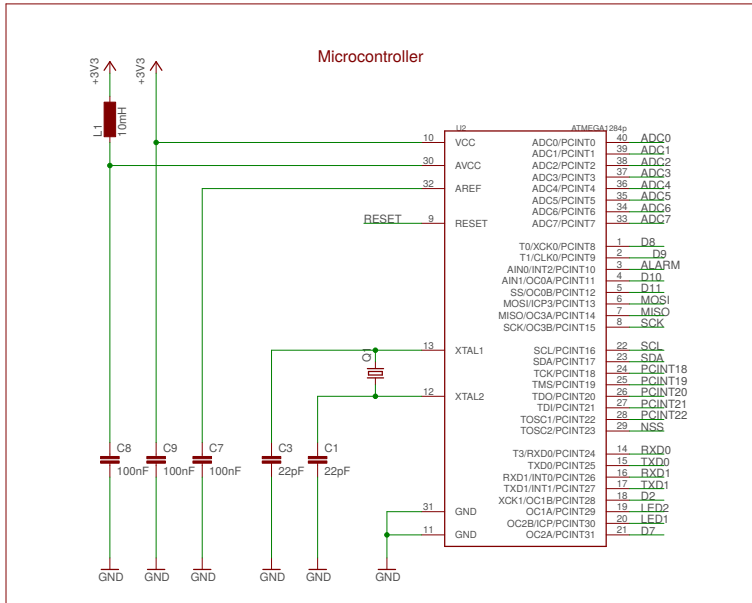 Microcontroller
+3V3
+3V3
L1
10mH
U2
ATMEGA1284p
10 VCC
30 AVCC
32 AREF
RESET 9 RESET
13 XTAL1
Q1
12 XTAL2
31 GND
11 GND
ADC0/PCINT0 40 ADC0
ADC1/PCINT1 39 ADC1
ADC2/PCINT2 38 ADC2
ADC3/PCINT3 37 ADC3
ADC4/PCINT4 36 ADC4
ADC5/PCINT5 35 ADC5
ADC6/PCINT6 34 ADC6
ADC7/PCINT7 33 ADC7
T0/XCK0/PCINT8 1 D8
T1/CLK0/PCINT9 2 D9
AIN0/INT2/PCINT10 3 ALARM
AIN1/OC0A/PCINT11 4 D10
SS/OC0B/PCINT12 5 D11
MOSI/ICP3/PCINT13 6 MOSI
MISO/OC3A/PCINT14 7 MISO
SCK/OC3B/PCINT15 8 SCK
SCL/PCINT16 22 SCL
SDA/PCINT17 23 SDA
TCK/PCINT18 24 PCINT18
TMS/PCINT19 25 PCINT19
TDO/PCINT20 26 PCINT20
TDI/PCINT21 27 PCINT21
TOSC1/PCINT22 28 PCINT22
TOSC2/PCINT23 29 NSS
T3/RXD0/PCINT24 14 RXD0
TXD0/PCINT25 15 TXD0
RXD1/INT0/PCINT26 16 RXD1
TXD1/INT1/PCINT27 17 TXD1
XCK1/OC1B/PCINT28 18 D2
OC1A/PCINT29 19 LED2
OC2B/ICP/PCINT30 20 LED1
OC2A/PCINT31 21 D7
C8 C9 C7 C3 C1
100nF 100nF 100nF 22pF 22pF
GND GND GND GND GND GND